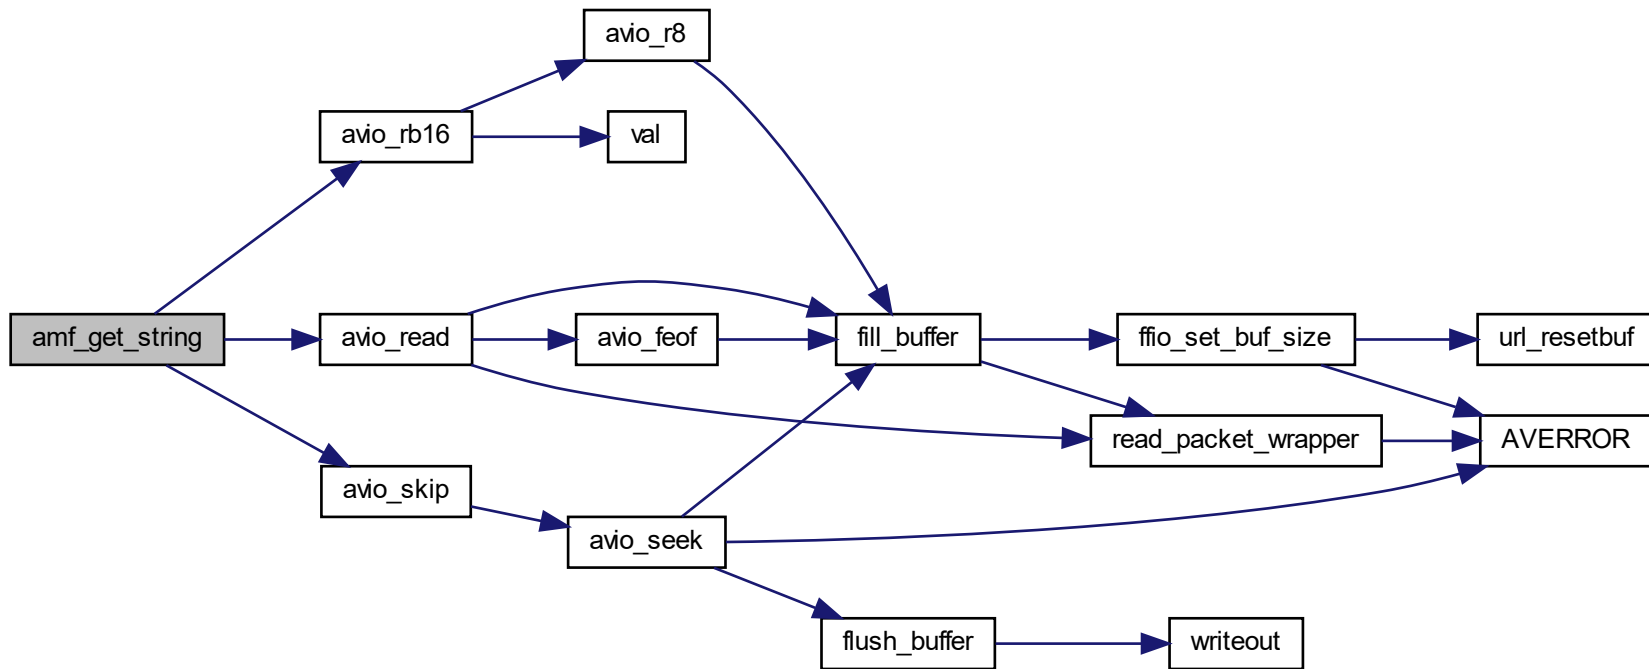 avio_r8
avio_rb16
val
amf_get_string
avio_read
avio_feof
fill_buffer
ffio_set_buf_size
url_resetbuf
read_packet_wrapper
AVERROR
avio_skip
avio_seek
flush_buffer
writeout